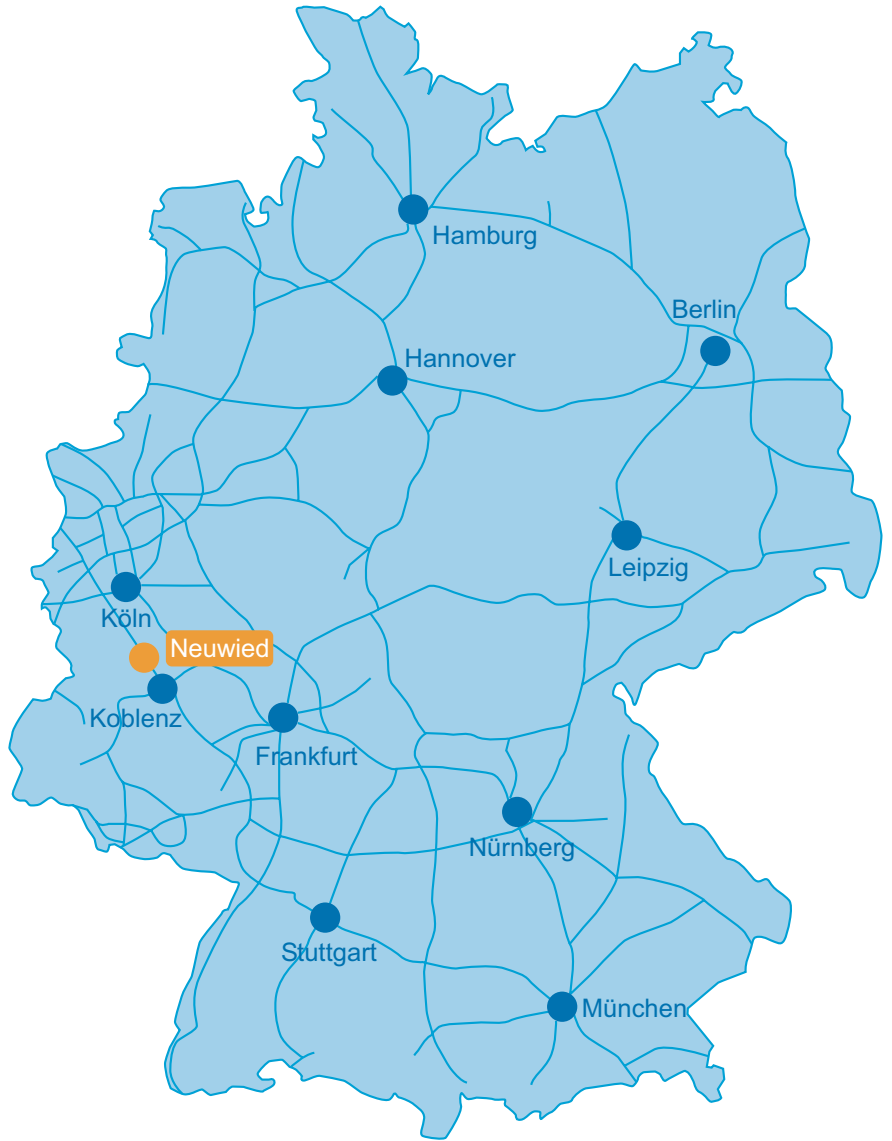 Hamburg
Berlin
Hannover
Leipzig
Köln
Neuwied
Koblenz
Frankfurt
Nürnberg
Stuttgart
München